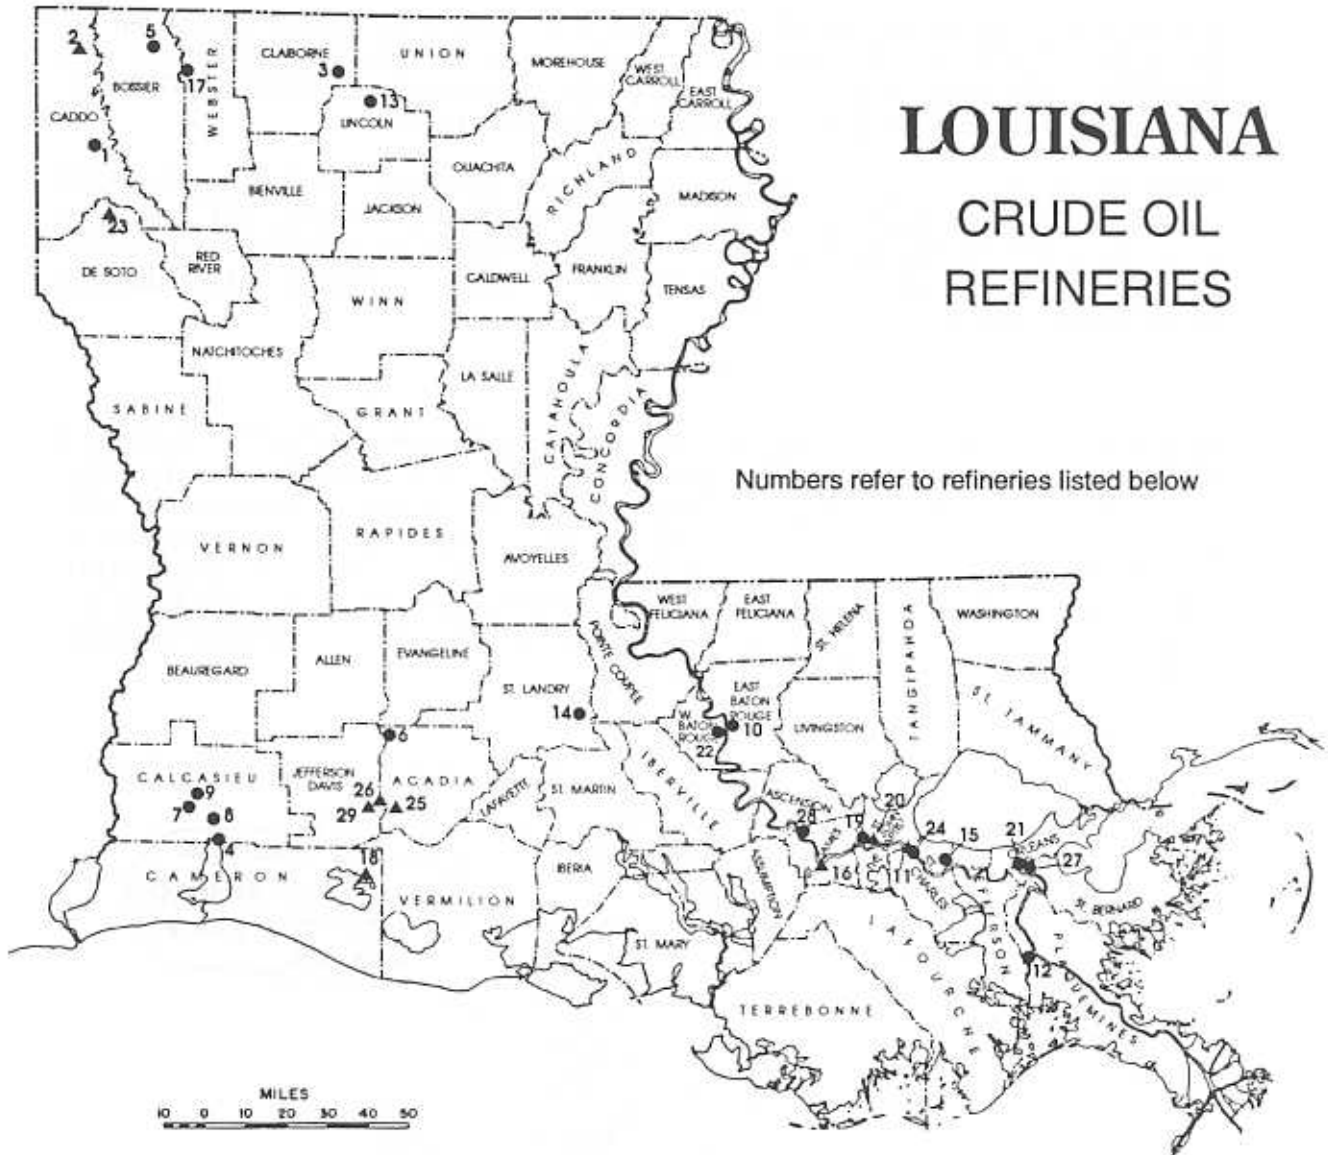 LOUISIANA
CRUDE OIL
REFINERIES
Numbers refer to refineries listed below
2
5
17
WEBSTER
CLAIBORNE
3
UNION
MOREHOUSE
WEST
CARROLL
EAST
CARROLL
BOSSIER
CADDO
1
13
LINCOLN
OUACHITA
RICHLAND
MADISON
BIENVILLE
JACKSON
23
DE SOTO
RED
RIVER
WINN
CALDWELL
FRANKLIN
TENSAS
NATCHITOCHES
SABINE
GRANT
LA SALLE
CATAHOULA
CONCORDIA
VERNON
RAPIDES
AVOYELLES
WEST
FELICIANA
EAST
FELICIANA
ST. HELENA
TANGIPAHOA
WASHINGTON
BEAUREGARD
ALLEN
EVANGELINE
ST. LANDRY
14
POINTE COUPEE
W.
BATON
ROUGE
22
EAST
BATON
ROUGE
10
LIVINGSTON
ST. TAMMANY
6
CALCASIEU
9
7
8
4
JEFFERSON
DAVIS
26
29
ACADIA
25
LAFAYETTE
ST. MARTIN
IBERVILLE
ASCENSION
28
19
20
24
15
21
27
16
11
CHARLES
ST. BERNARD
CAMERON
18
VERMILION
IBERIA
ASSUMPTION
ST. MARY
LAFOURCHE
12
PLAQUEMINES
TERREBONNE
MILES
10 0 10 20 30 40 50